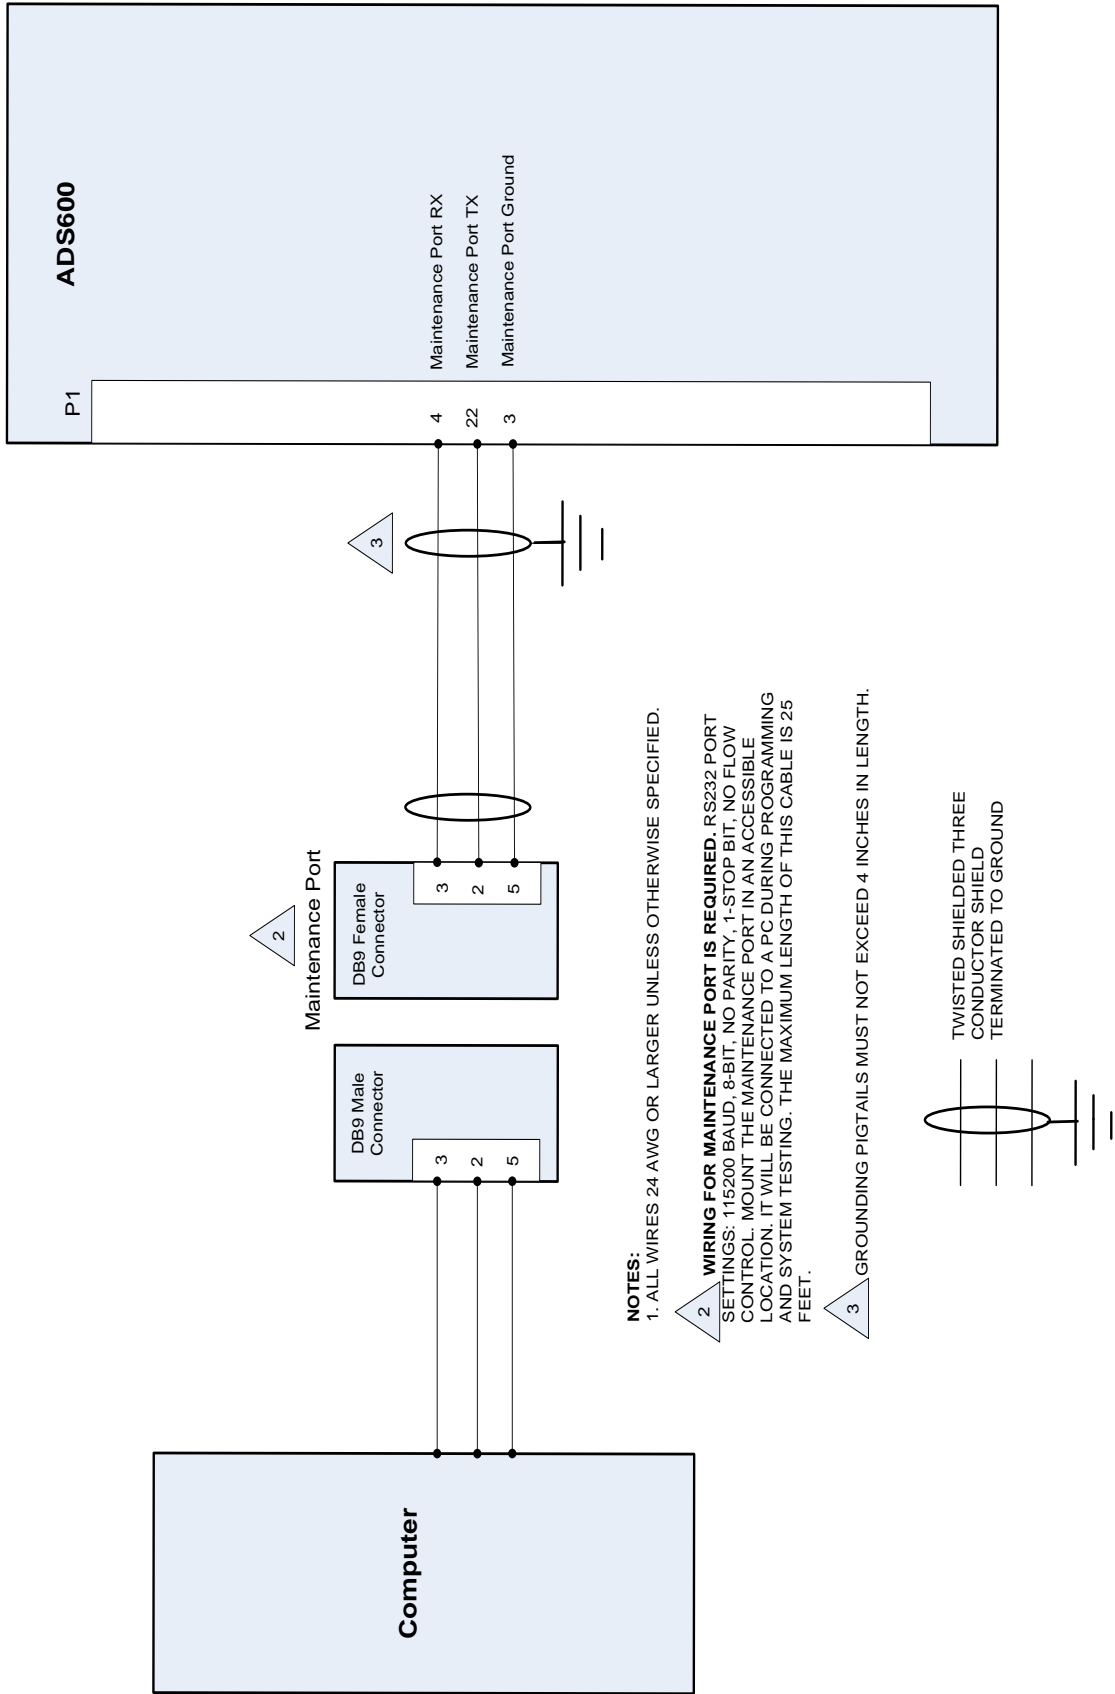 ADS600
P1
4 Maintenance Port RX
22 Maintenance Port TX
3 Maintenance Port Ground
3
2
Maintenance Port
DB9 Female
Connector
3
2
5
DB9 Male
Connector
3
2
5
Computer
NOTES:
1. ALL WIRES 24 AWG OR LARGER UNLESS OTHERWISE SPECIFIED.
2 WIRING FOR MAINTENANCE PORT IS REQUIRED. RS232 PORT
SETTINGS: 115200 BAUD, 8-BIT, NO PARITY, 1-STOP BIT, NO FLOW
CONTROL. MOUNT THE MAINTENANCE PORT IN AN ACCESSIBLE
LOCATION. IT WILL BE CONNECTED TO A PC DURING PROGRAMMING
AND SYSTEM TESTING. THE MAXIMUM LENGTH OF THIS CABLE IS 25
FEET.
3 GROUNDING PIGTAILS MUST NOT EXCEED 4 INCHES IN LENGTH.
TWISTED SHIELDED THREE
CONDUCTOR SHIELD
TERMINATED TO GROUND